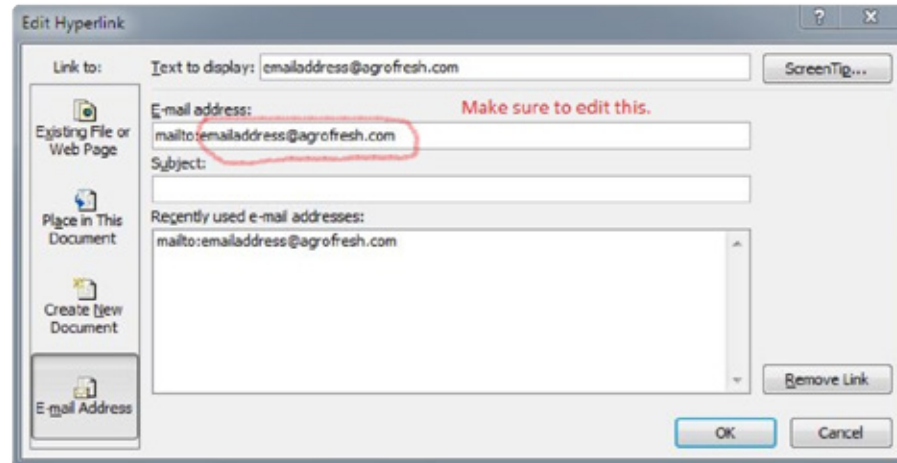 Edit Hyperlink
Link to:
Text to display: emailaddress@agrofresh.com
ScreenTip...
Existing File or
Web Page
E-mail address:
Make sure to edit this.
mailto:emailaddress@agrofresh.com
Subject:
Place in This
Document
Recently used e-mail addresses:
mailto:emailaddress@agrofresh.com
Create New
Document
E-mail Address
Remove Link
OK
Cancel